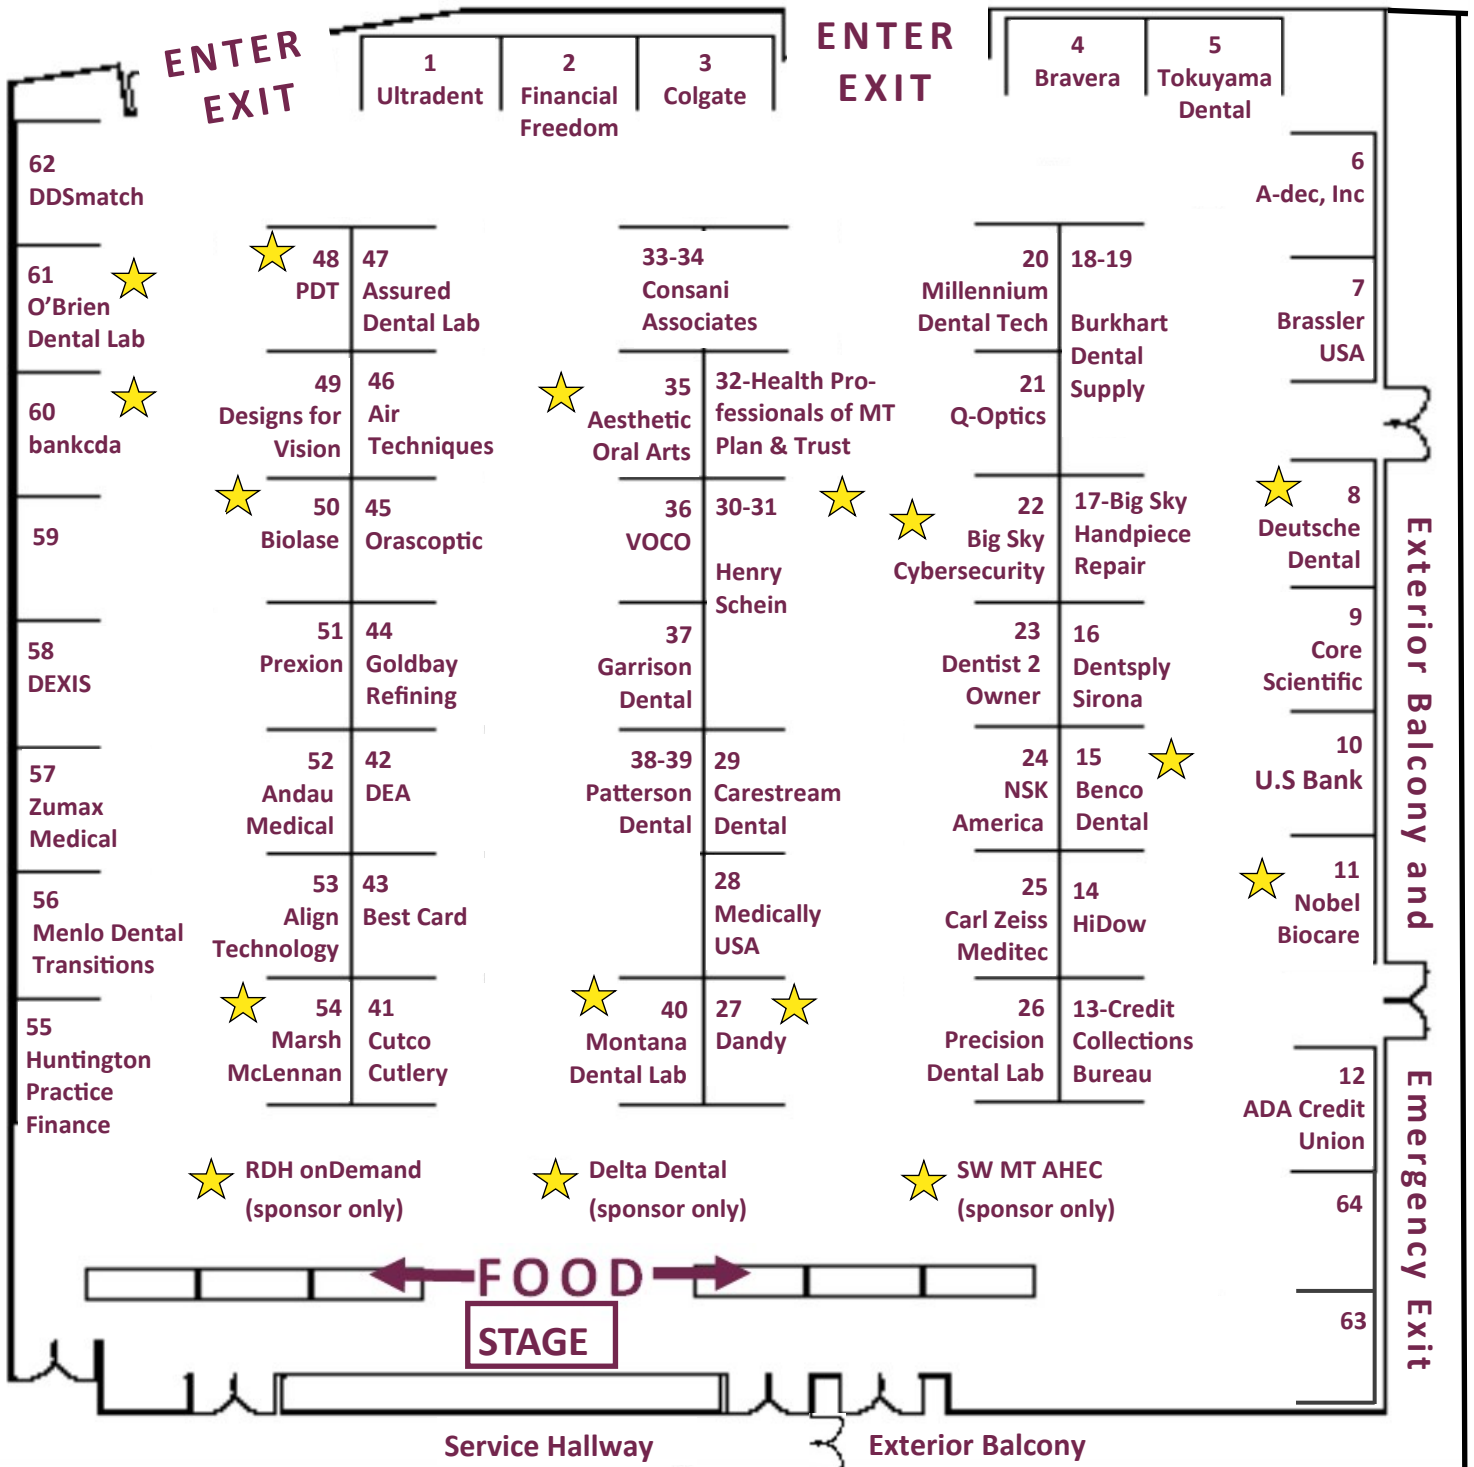 ENTER
EXIT
ENTER
EXIT
1
Ultradent
2
Financial
Freedom
3
Colgate
4
Bravera
5
Tokuyama
Dental
62
DDSmatch
61
O’Brien
Dental Lab
60
bankcda
59
58
DEXIS
57
Zumax
Medical
56
Menlo Dental
Transitions
55
Huntington
Practice
Finance
48
PDT
49
Designs for
Vision
50
Biolase
51
Prexion
52
Andau
Medical
53
Align
Technology
54
Marsh
McLennan
47
Assured
Dental Lab
46
Air
Techniques
45
Orascoptic
44
Goldbay
Refining
42
DEA
43
Best Card
41
Cutco
Cutlery
33-34
Consani
Associates
35
Aesthetic
Oral Arts
36
VOCO
37
Garrison
Dental
38-39
Patterson
Dental
40
Montana
Dental Lab
32-Health Pro-
fessionals of MT
Plan & Trust
30-31
Henry
Schein
29
Carestream
Dental
28
Medically
USA
27
Dandy
20
Millennium
Dental Tech
21
Q-Optics
22
Big Sky
Cybersecurity
23
Dentist 2
Owner
24
NSK
America
25
Carl Zeiss
Meditec
26
Precision
Dental Lab
18-19
Burkhart
Dental
Supply
17-Big Sky
Handpiece
Repair
16
Dentsply
Sirona
15
Benco
Dental
14
HiDow
13-Credit
Collections
Bureau
6
A-dec, Inc
7
Brassler
USA
8
Deutsche
Dental
9
Core
Scientific
10
U.S Bank
11
Nobel
Biocare
12
ADA Credit
Union
64
63
Exterior Balcony and
Emergency Exit
RDH onDemand
(sponsor only)
Delta Dental
(sponsor only)
SW MT AHEC
(sponsor only)
FOOD
STAGE
Service Hallway
Exterior Balcony